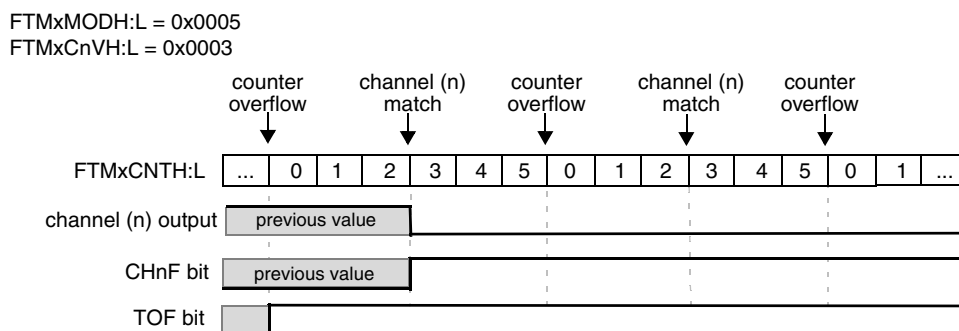 FTMxMODH:L = 0x0005
FTMxCnVH:L = 0x0003
counter overflow channel (n) match counter overflow channel (n) match counter overflow
FTMxCNTH:L ... 0 1 2 3 4 5 0 1 2 3 4 5 0 1 ...
channel (n) output previous value
CHnF bit previous value
TOF bit